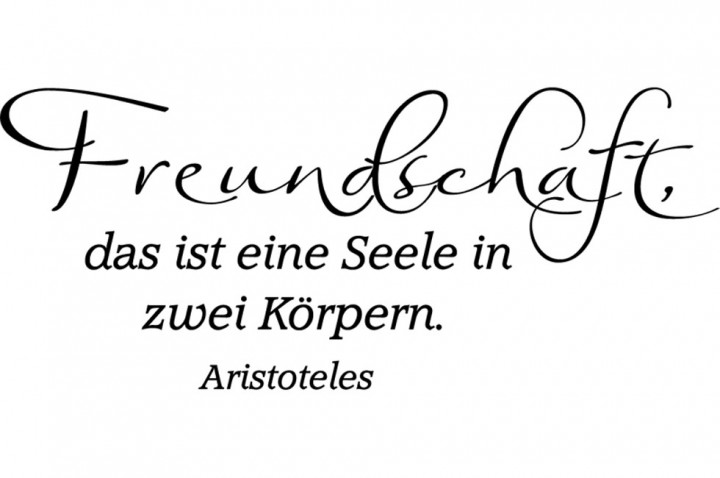 Freundschaft,
das ist eine Seele in
zwei Körpern.
Aristoteles